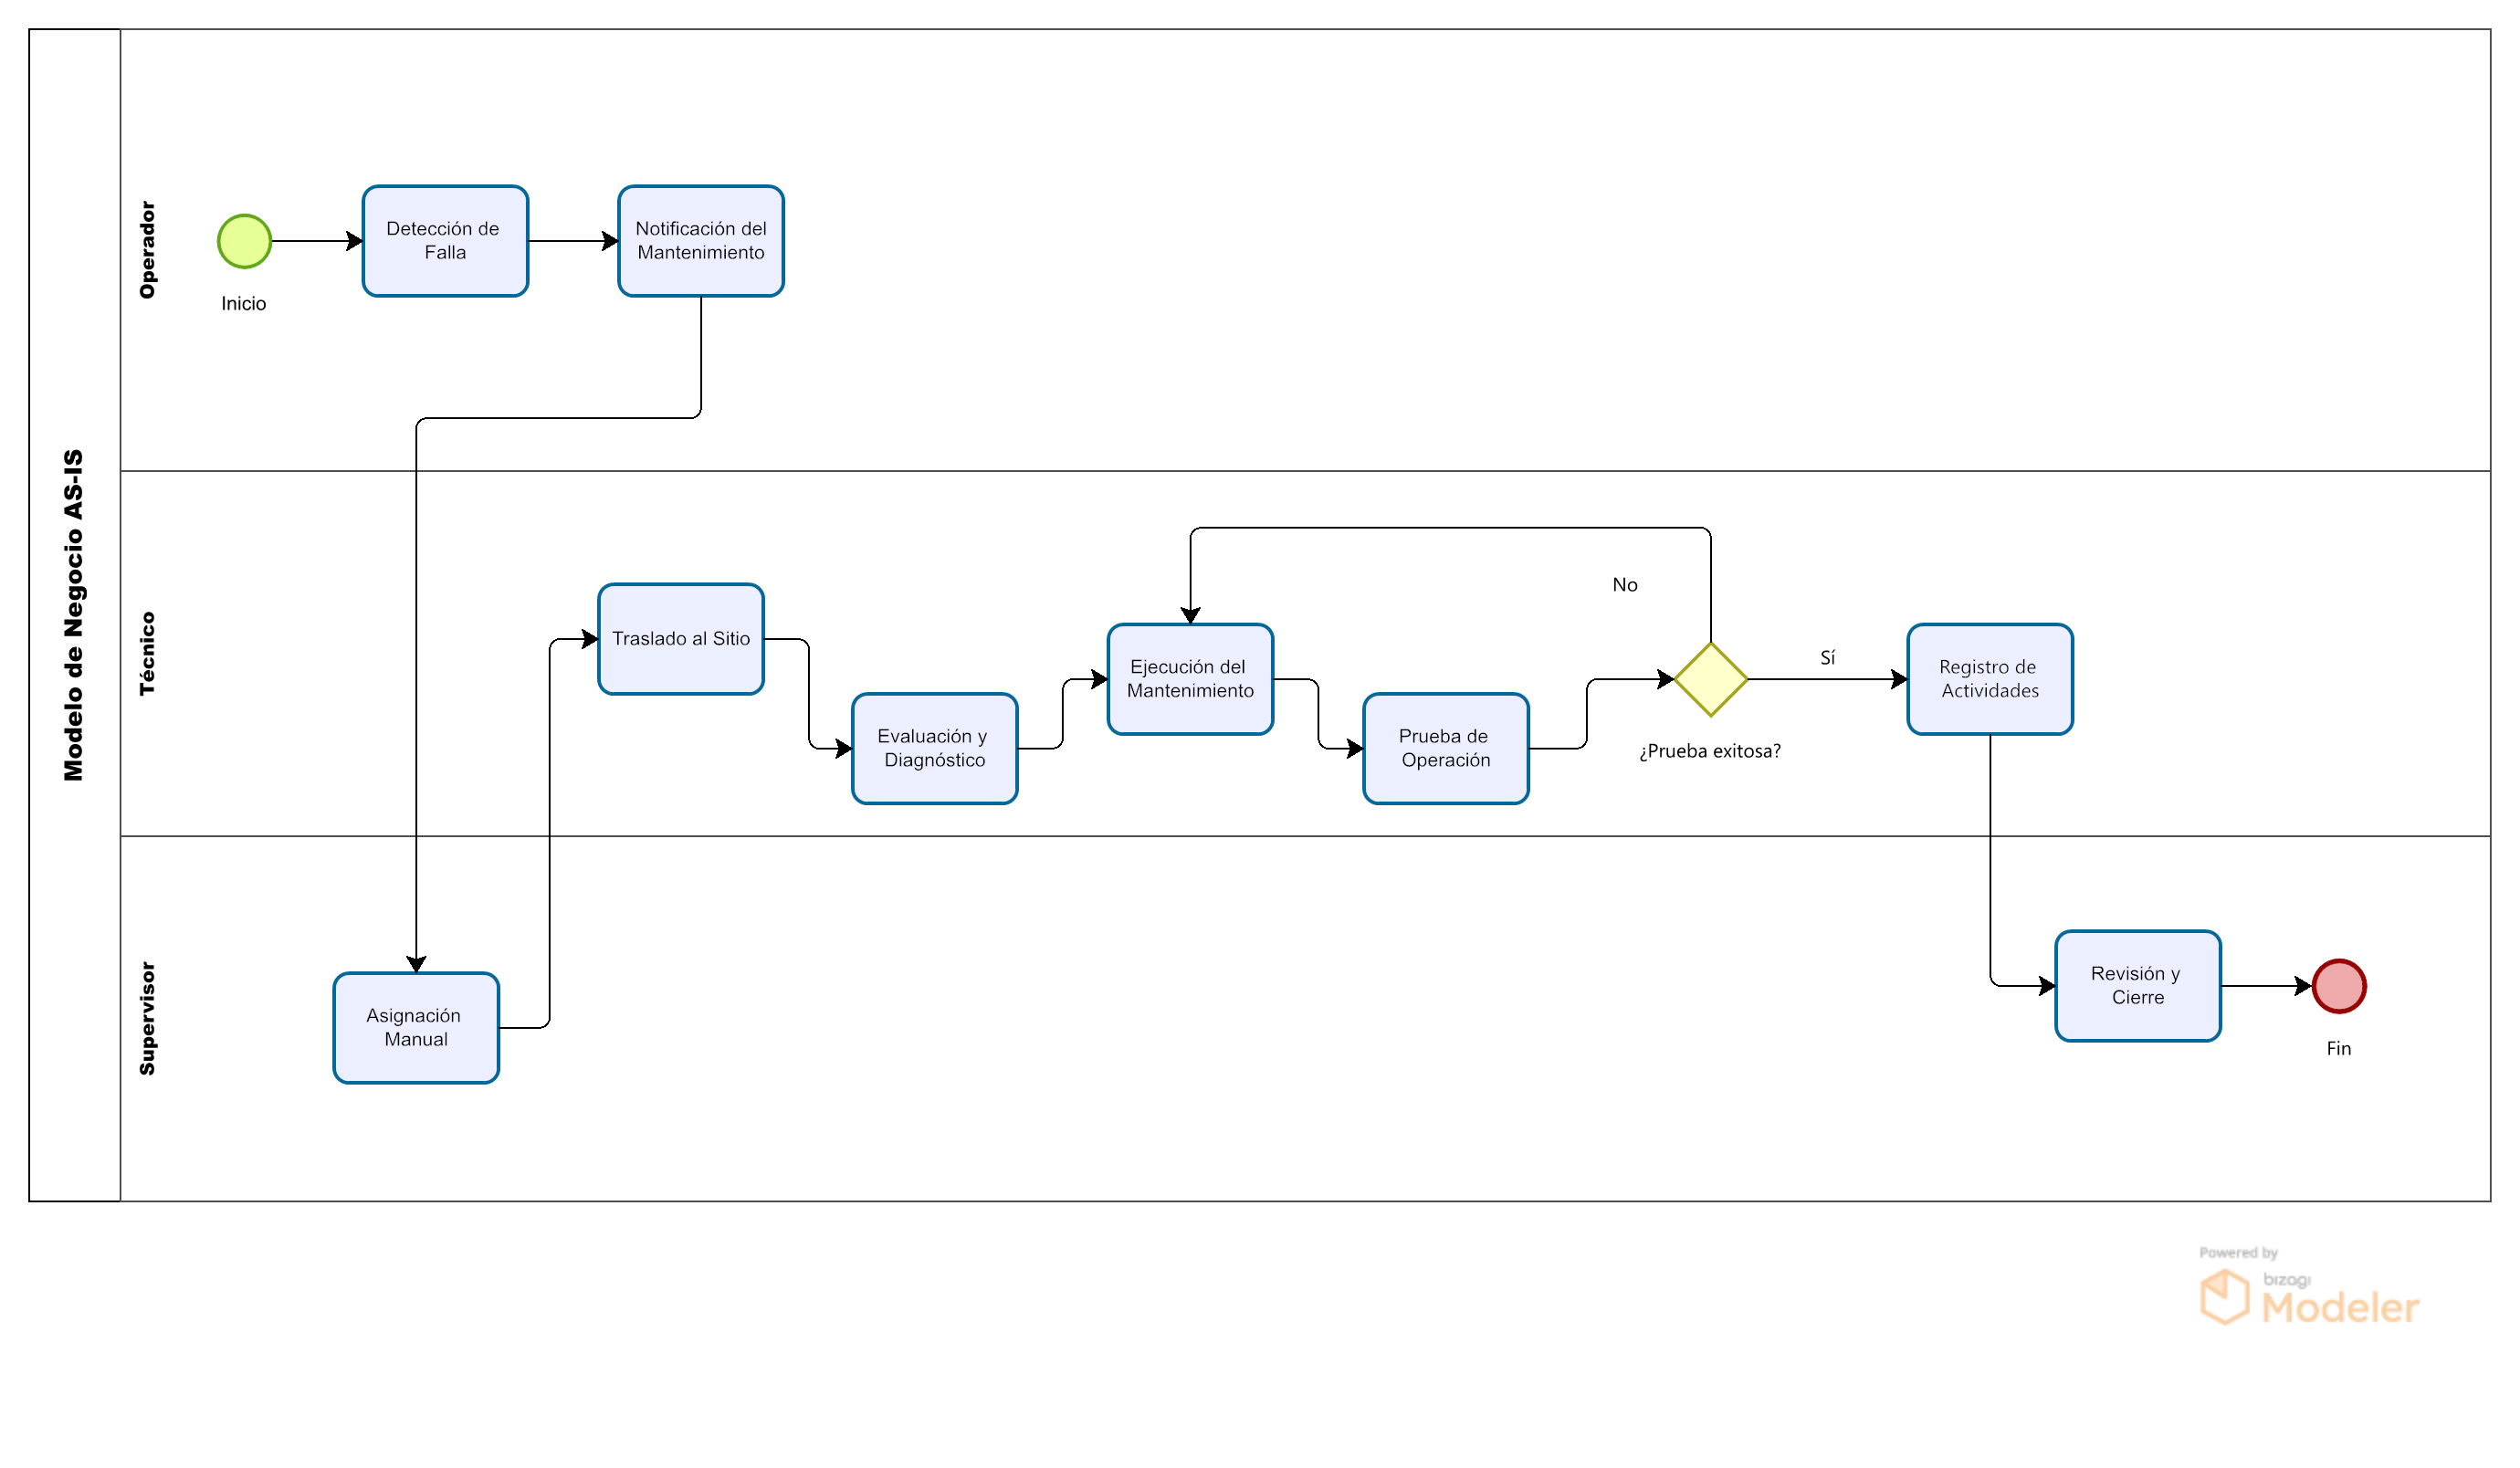 Modelo de Negocio AS-IS
Operador
Inicio
Detección de
Falla
Notificación del
Mantenimiento
Técnico
Traslado al Sitio
Evaluación y
Diagnóstico
Ejecución del
Mantenimiento
Prueba de
Operación
No
¿Prueba exitosa?
Sí
Registro de
Actividades
Supervisor
Asignación
Manual
Revisión y
Cierre
Fin
Powered by
bizagi
Modeler